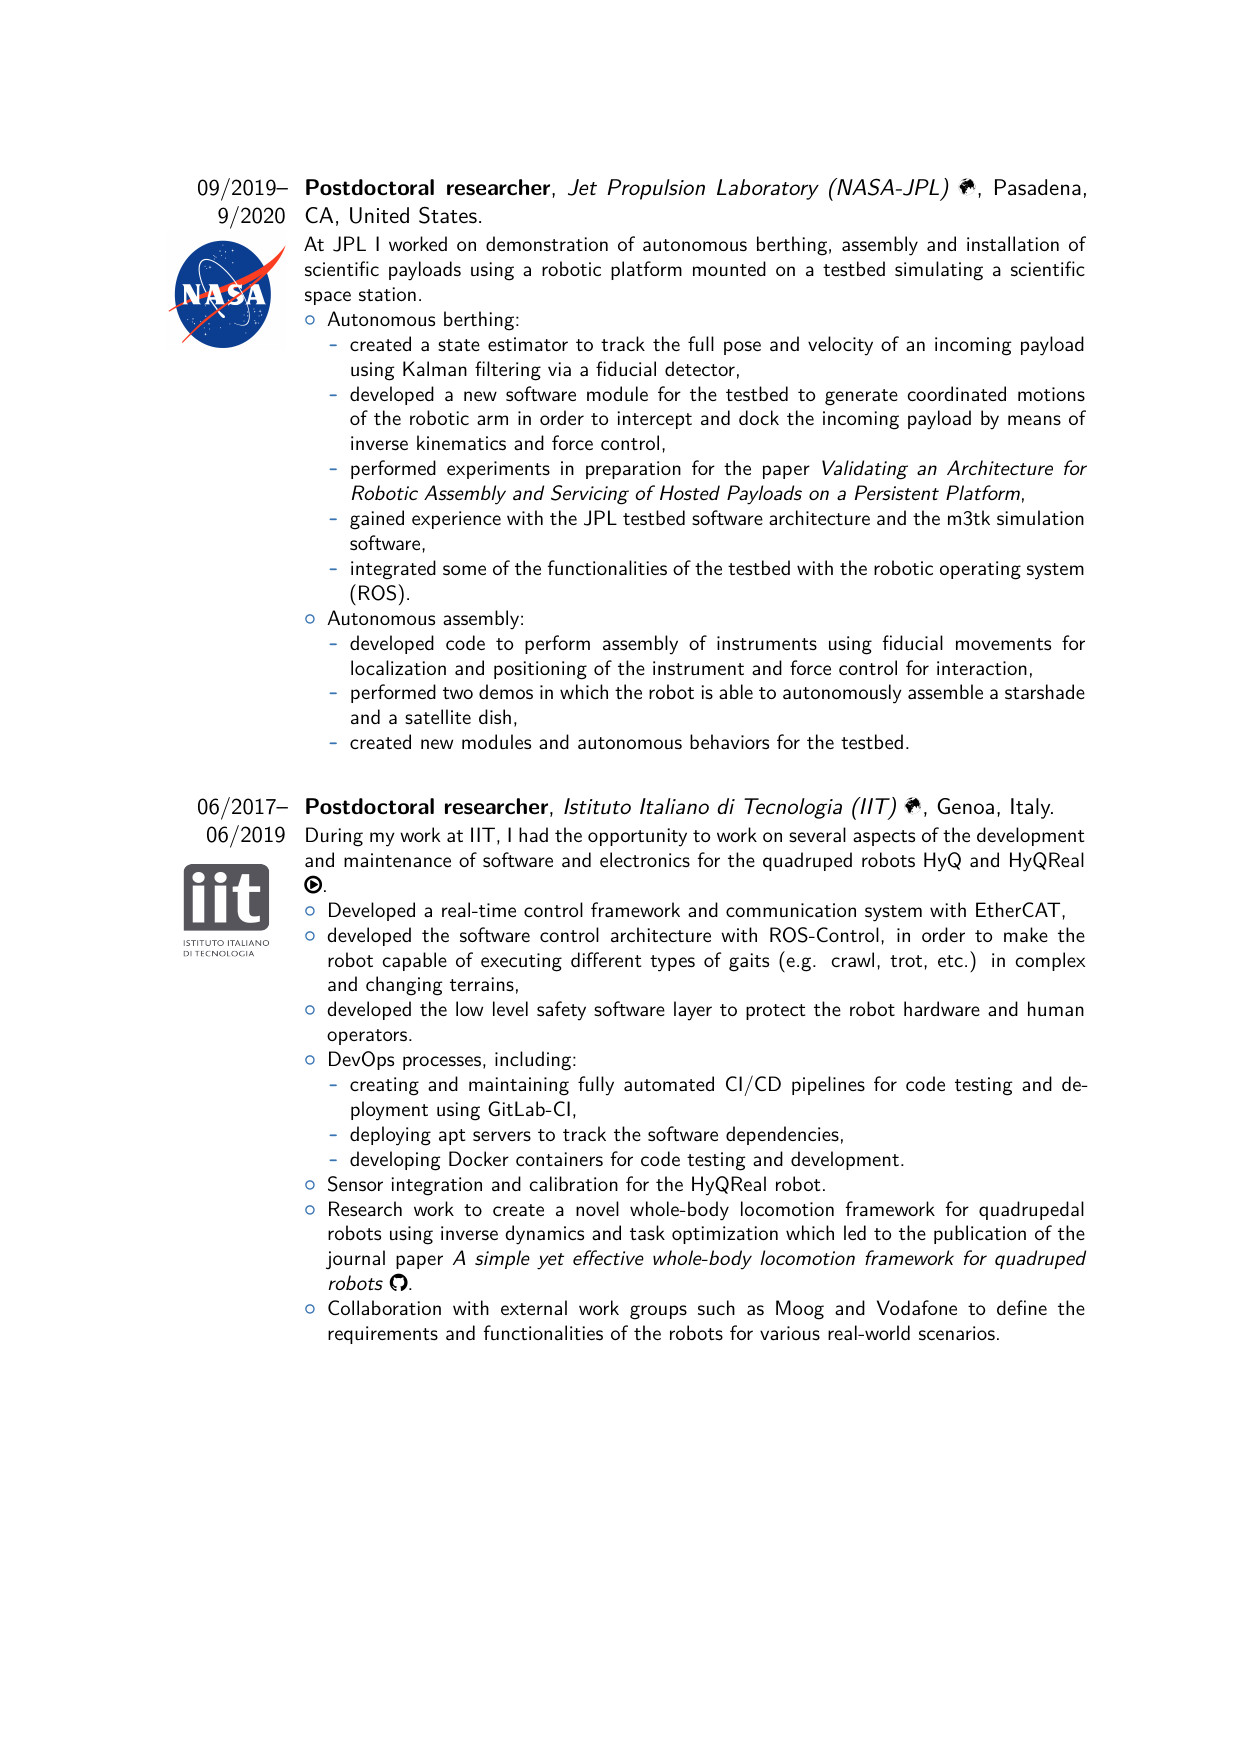 09/2019– Postdoctoral researcher, Jet Propulsion Laboratory (NASA-JPL) , Pasadena,
9/2020 CA, United States.
At JPL I worked on demonstration of autonomous berthing, assembly and installation of
scientific payloads using a robotic platform mounted on a testbed simulating a scientific
space station.
NASA
○ Autonomous berthing:
– created a state estimator to track the full pose and velocity of an incoming payload
using Kalman filtering via a fiducial detector,
– developed a new software module for the testbed to generate coordinated motions
of the robotic arm in order to intercept and dock the incoming payload by means of
inverse kinematics and force control,
– performed experiments in preparation for the paper Validating an Architecture for
Robotic Assembly and Servicing of Hosted Payloads on a Persistent Platform,
– gained experience with the JPL testbed software architecture and the m3tk simulation
software,
– integrated some of the functionalities of the testbed with the robotic operating system
(ROS).
○ Autonomous assembly:
– developed code to perform assembly of instruments using fiducial movements for
localization and positioning of the instrument and force control for interaction,
– performed two demos in which the robot is able to autonomously assemble a starshade
and a satellite dish,
– created new modules and autonomous behaviors for the testbed.
06/2017– Postdoctoral researcher, Istituto Italiano di Tecnologia (IIT) , Genoa, Italy.
06/2019 During my work at IIT, I had the opportunity to work on several aspects of the development
and maintenance of software and electronics for the quadruped robots HyQ and HyQReal
.
iit
ISTITUTO ITALIANO
DI TECNOLOGIA
○ Developed a real-time control framework and communication system with EtherCAT,
○ developed the software control architecture with ROS-Control, in order to make the
robot capable of executing different types of gaits (e.g. crawl, trot, etc.) in complex
and changing terrains,
○ developed the low level safety software layer to protect the robot hardware and human
operators.
○ DevOps processes, including:
– creating and maintaining fully automated CI/CD pipelines for code testing and de-
ployment using GitLab-CI,
– deploying apt servers to track the software dependencies,
– developing Docker containers for code testing and development.
○ Sensor integration and calibration for the HyQReal robot.
○ Research work to create a novel whole-body locomotion framework for quadrupedal
robots using inverse dynamics and task optimization which led to the publication of the
journal paper A simple yet effective whole-body locomotion framework for quadruped
robots .
○ Collaboration with external work groups such as Moog and Vodafone to define the
requirements and functionalities of the robots for various real-world scenarios.